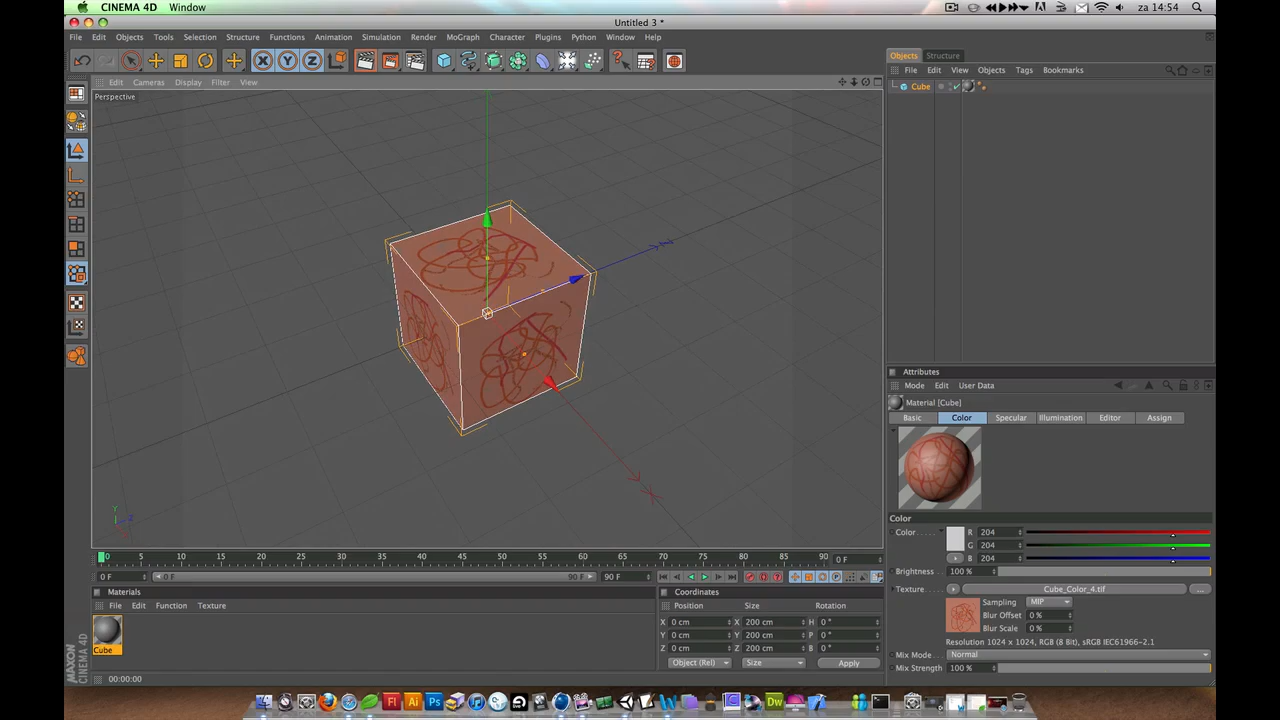 CINEMA 4D Window za 14:54
Untitled 3 *
File Edit Objects Tools Selection Structure Functions Animation Simulation Render MoGraph Character Plugins Python Window Help
X Y Z
Objects Structure
Edit Cameras Display Filter View
File Edit View Objects Tags Bookmarks
Perspective
Cube
Attributes
Mode Edit User Data
Material [Cube]
Basic Color Specular Illumination Editor Assign
Color
Color R 204
G 204
B 204
Y
Z
0 5 10 15 20 25 30 35 40 45 50 55 60 65 70 75 80 85 90 0 F
Brightness 100 %
0 F 0 F 90 F 90 F
Materials
Coordinates
Texture Cube_Color_4.tif ...
File Edit Function Texture
Position Size Rotation
Sampling MIP
Blur Offset 0 %
Blur Scale 0 %
X 0 cm X 200 cm H 0 °
Y 0 cm Y 200 cm P 0 °
Z 0 cm Z 200 cm B 0 °
Resolution 1024 x 1024, RGB (8 Bit), sRGB IEC61966-2.1
Cube
Mix Mode Normal
Object (Rel) Size Apply
Mix Strength 100 %
MAXON CINEMA 4D
00:00:00
Fl Ai Ps Dw